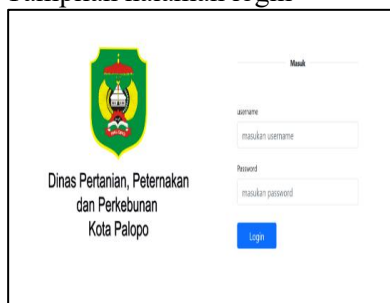 Tampilan halaman login
Masuk
username
masukan username
Password
masukan password
Login
Dinas Pertanian, Peternakan
dan Perkebunan
Kota Palopo